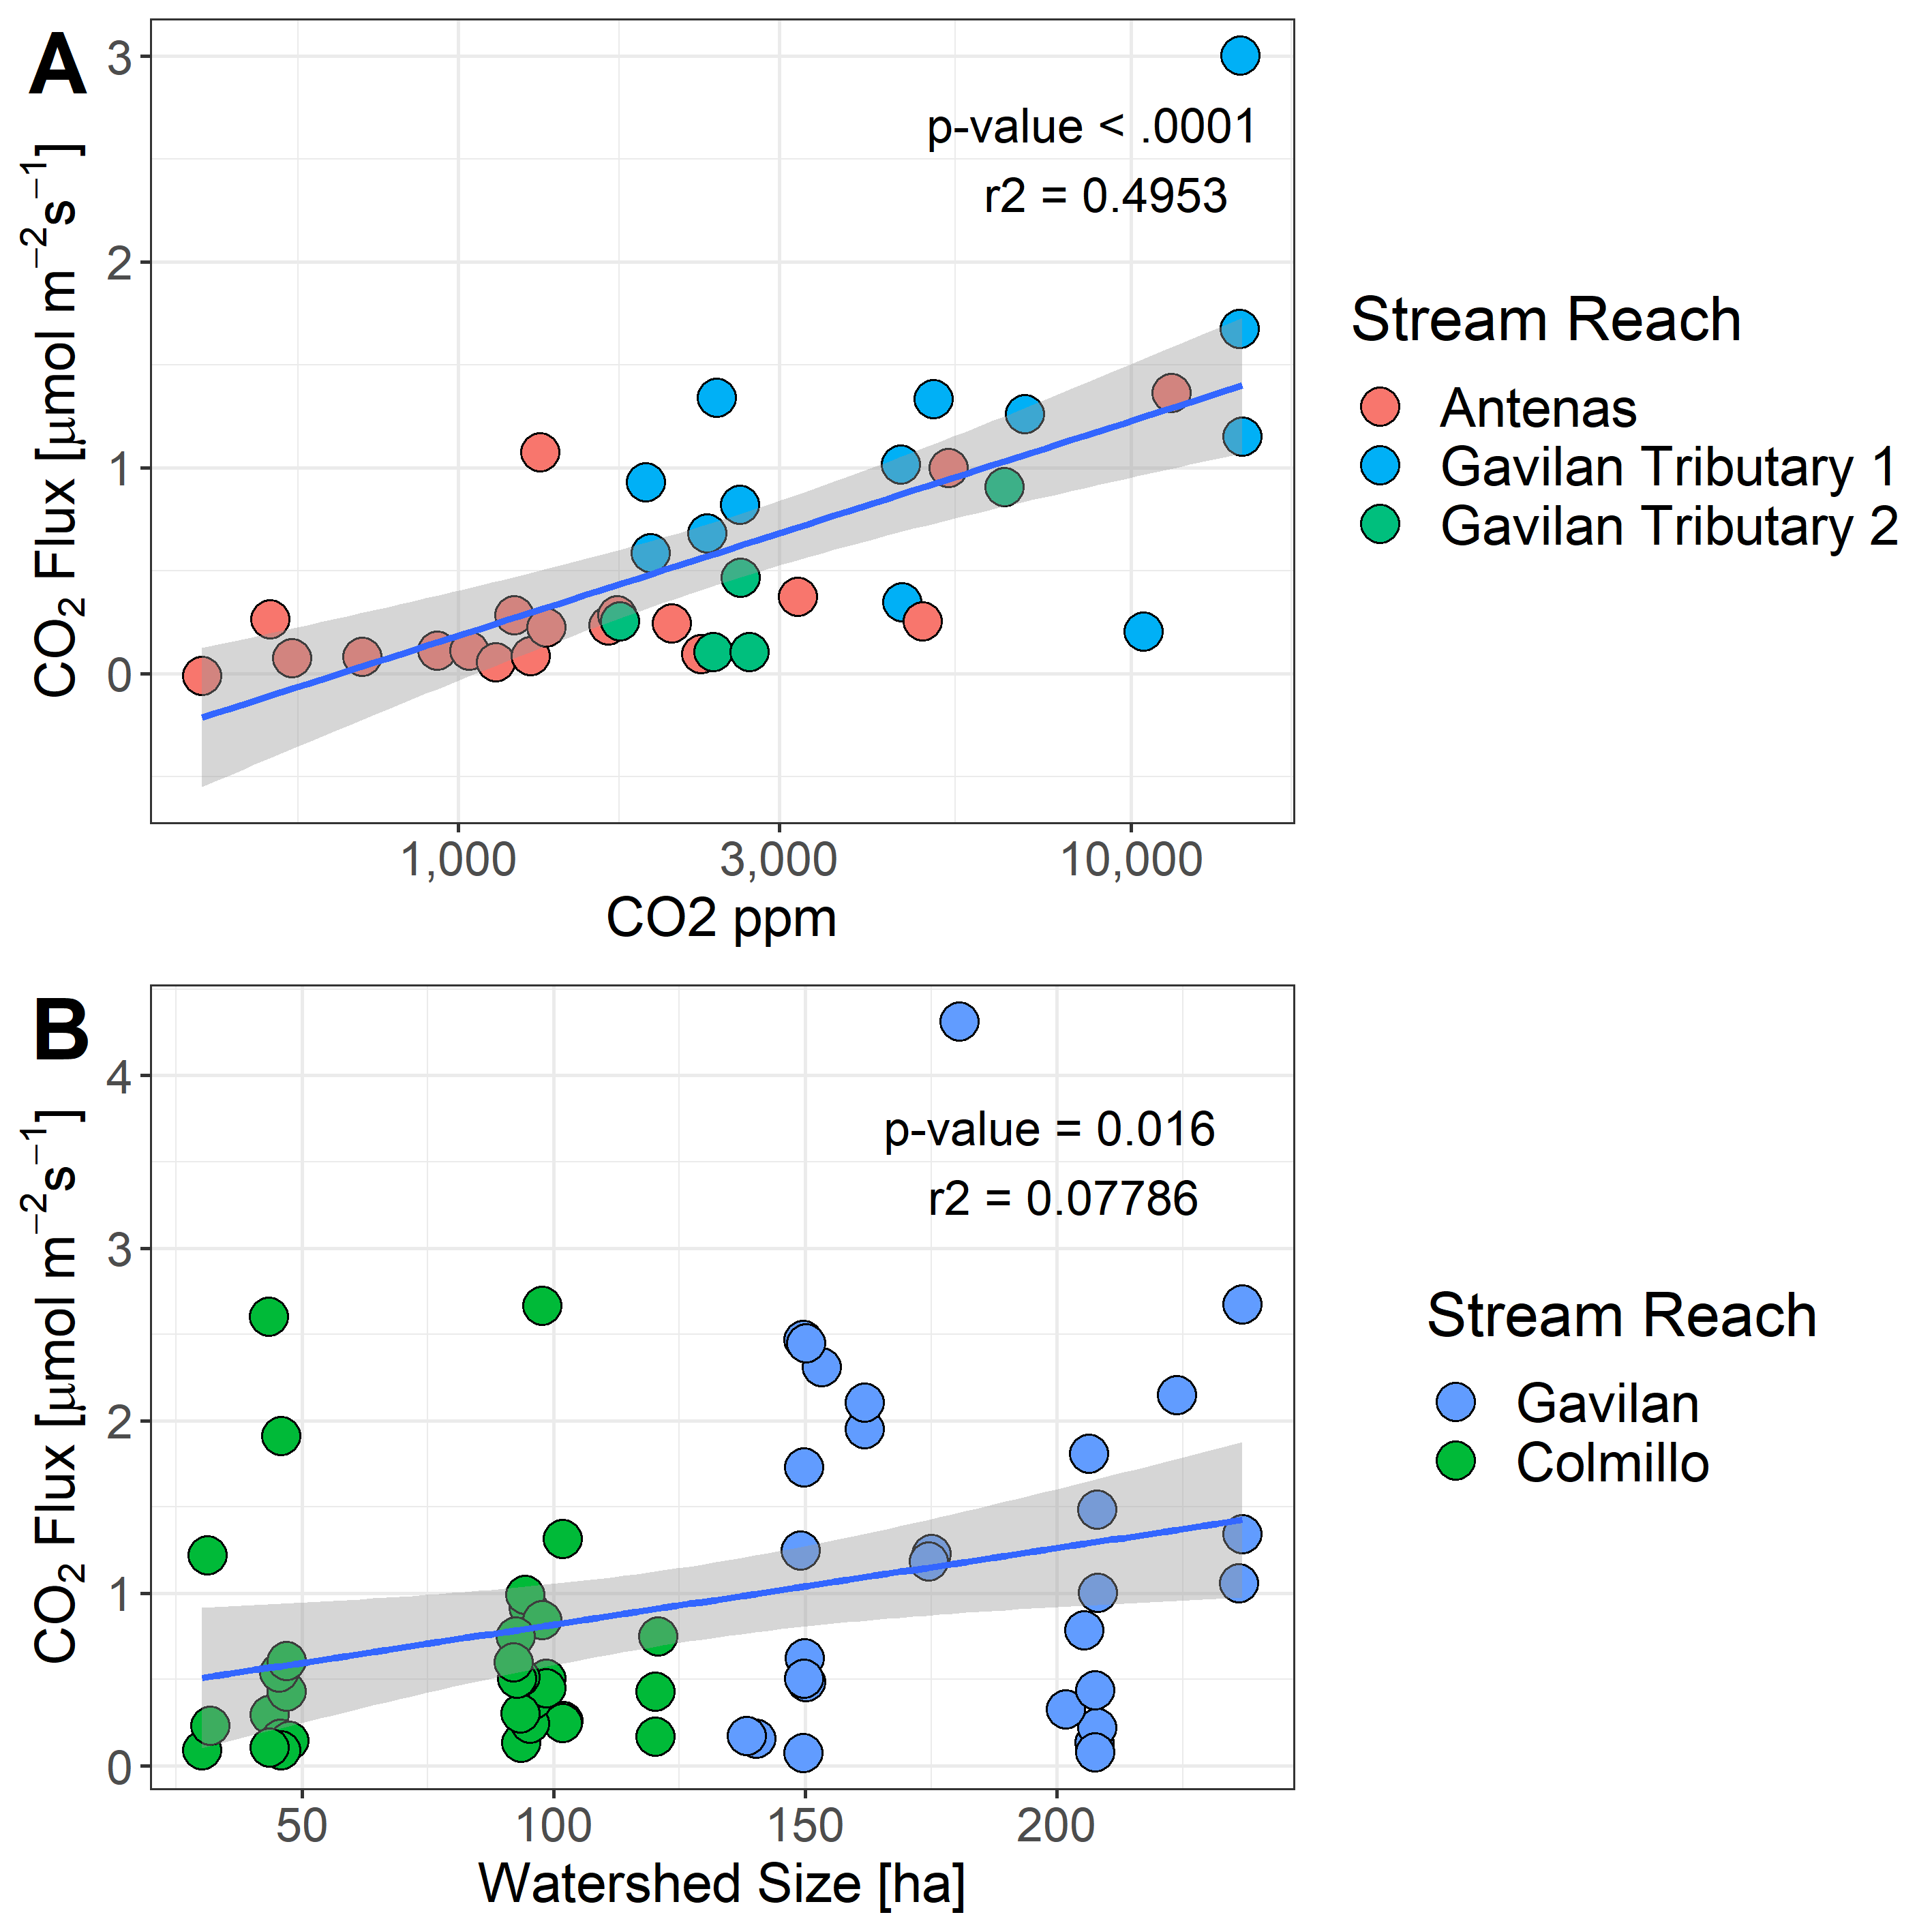 A
3
2
1
0
CO₂ Flux [μmol m⁻²s⁻¹]
p-value < .0001
r2 = 0.4953
1,000 3,000 10,000
CO2 ppm
Stream Reach
Antenas
Gavilan Tributary 1
Gavilan Tributary 2
B
4
3
2
1
0
CO₂ Flux [μmol m⁻²s⁻¹]
p-value = 0.016
r2 = 0.07786
50 100 150 200
Watershed Size [ha]
Stream Reach
Gavilan
Colmillo